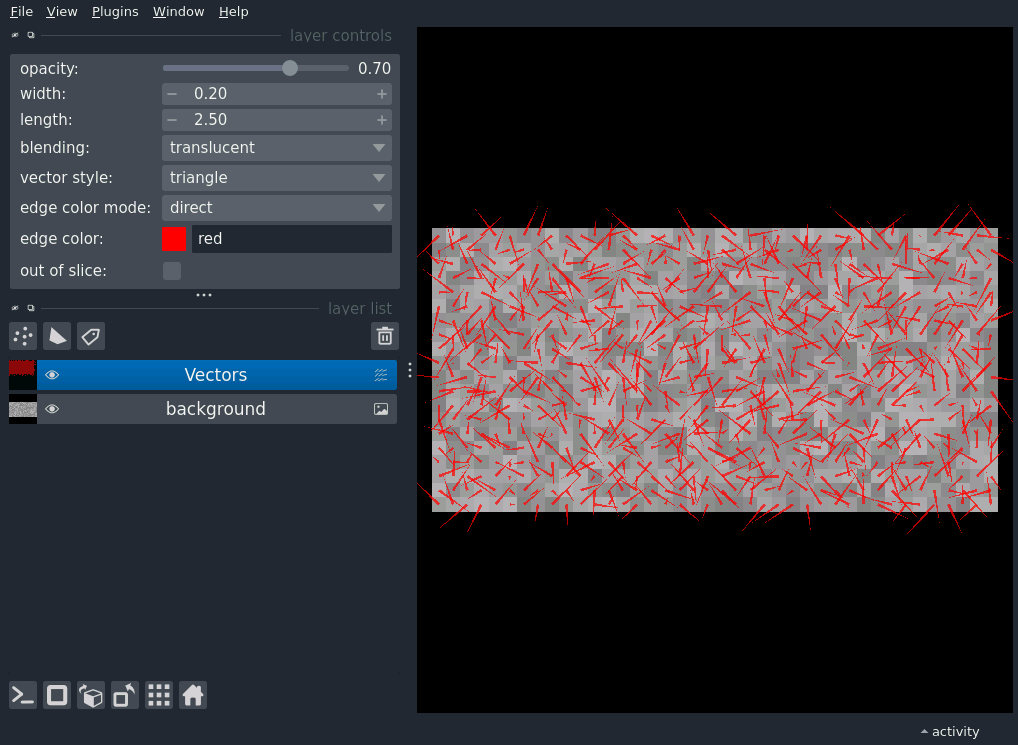 File View Plugins Window Help
layer controls
opacity: 0.70
width: 0.20
length: 2.50
blending: translucent
vector style: triangle
edge color mode: direct
edge color: red
out of slice:
layer list
Vectors
background
activity